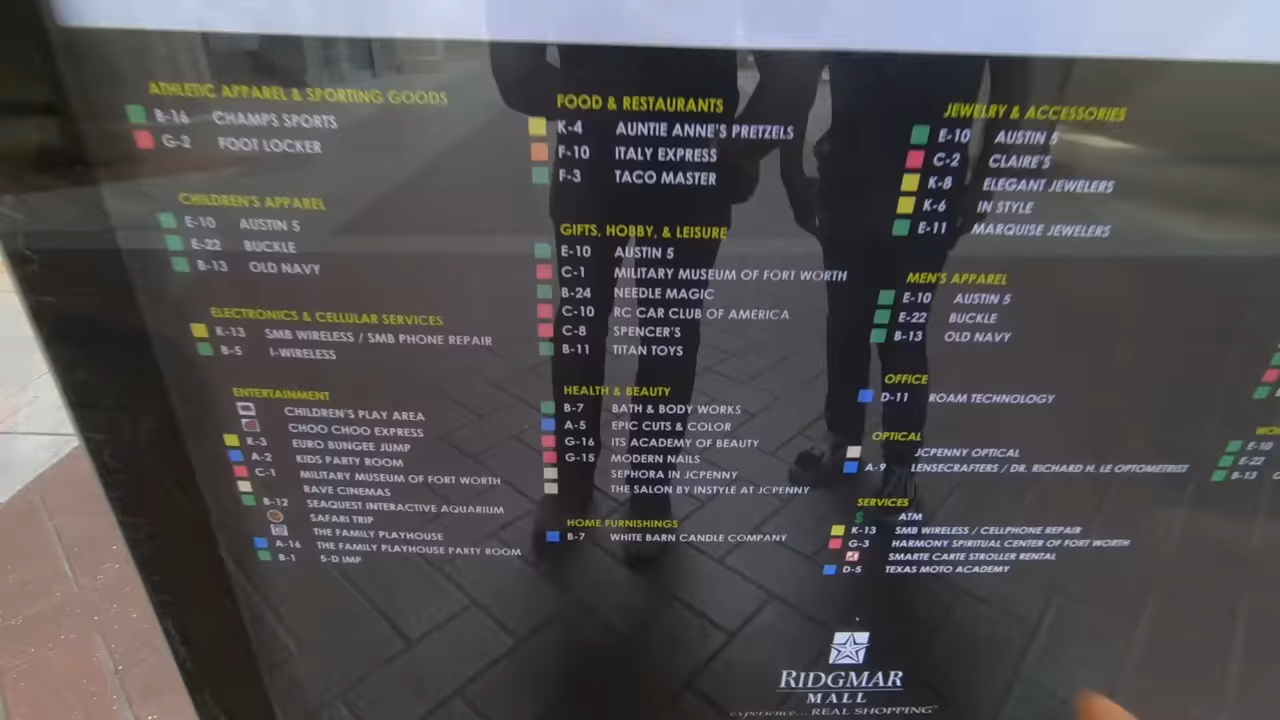 ATHLETIC APPAREL & SPORTING GOODS
B-16 CHAMPS SPORTS
G-2 FOOT LOCKER
CHILDREN'S APPAREL
E-10 AUSTIN 5
E-22 BUCKLE
B-13 OLD NAVY
ELECTRONICS & CELLULAR SERVICES
K-13 SMB WIRELESS / SMB PHONE REPAIR
B-5 I-WIRELESS
ENTERTAINMENT
CHILDREN'S PLAY AREA
CHOO CHOO EXPRESS
K-3 EURO BUNGEE JUMP
A-2 KIDS PARTY ROOM
C-1 MILITARY MUSEUM OF FORT WORTH
RAVE CINEMAS
B-12 SEAQUEST INTERACTIVE AQUARIUM
SAFARI TRIP
THE FAMILY PLAYHOUSE
A-16 THE FAMILY PLAYHOUSE PARTY ROOM
B-1 5-D IMP
FOOD & RESTAURANTS
K-4 AUNTIE ANNE'S PRETZELS
F-10 ITALY EXPRESS
F-3 TACO MASTER
GIFTS, HOBBY, & LEISURE
E-10 AUSTIN 5
C-1 MILITARY MUSEUM OF FORT WORTH
B-24 NEEDLE MAGIC
C-10 RC CAR CLUB OF AMERICA
C-8 SPENCER'S
B-11 TITAN TOYS
HEALTH & BEAUTY
B-7 BATH & BODY WORKS
A-5 EPIC CUTS & COLOR
G-16 ITS ACADEMY OF BEAUTY
G-15 MODERN NAILS
SEPHORA IN JCPENNY
THE SALON BY INSTYLE AT JCPENNY
HOME FURNISHINGS
B-7 WHITE BARN CANDLE COMPANY
JEWELRY & ACCESSORIES
E-10 AUSTIN 5
C-2 CLAIRE'S
K-8 ELEGANT JEWELERS
K-6 IN STYLE
E-11 MARQUISE JEWELERS
MEN'S APPAREL
E-10 AUSTIN 5
E-22 BUCKLE
B-13 OLD NAVY
OFFICE
D-11 ROAM TECHNOLOGY
OPTICAL
JCPENNY OPTICAL
A-9 LENSECRAFTERS / DR. RICHARD H. LE OPTOMETRIST
SERVICES
$ ATM
K-13 SMB WIRELESS / CELLPHONE REPAIR
G-3 HARMONY SPIRITUAL CENTER OF FORT WORTH
SMARTE CARTE STROLLER RENTAL
D-5 TEXAS MOTO ACADEMY
E-10
E-22
B-13
RIDGMAR
MALL
experience... REAL SHOPPING